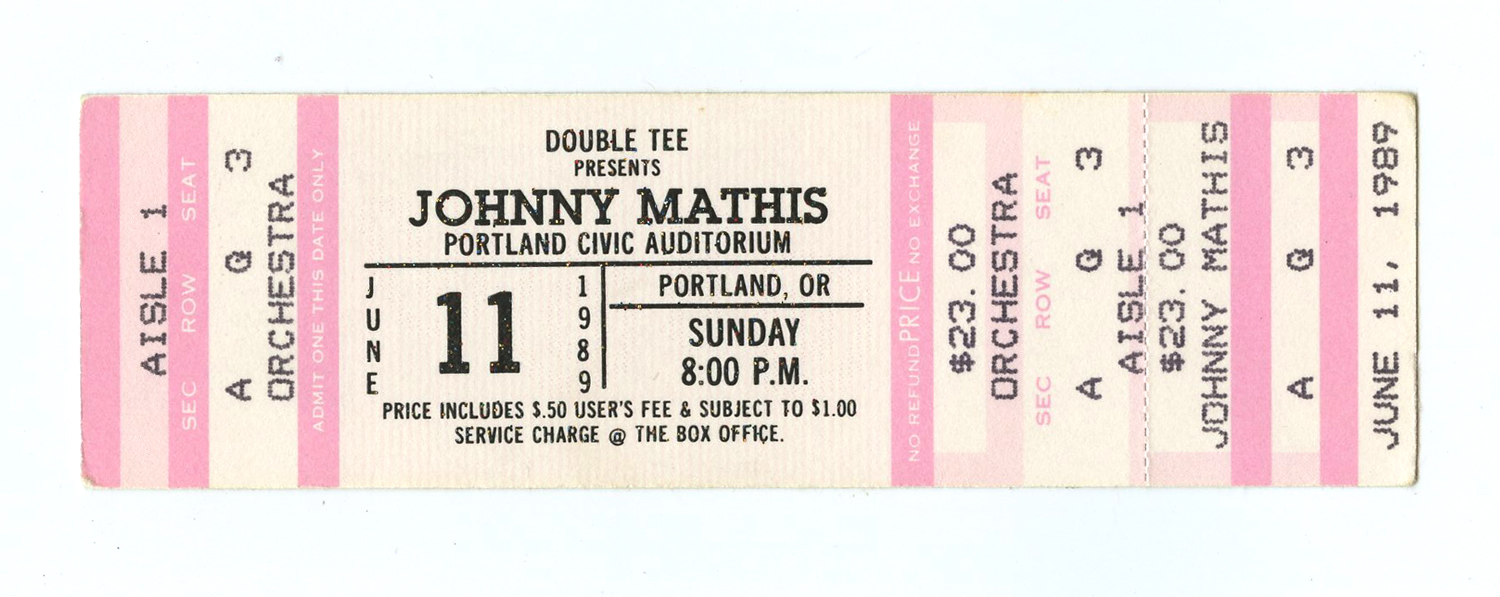 AISLE 1
SEC ROW SEAT
A Q 3
ORCHESTRA
ADMIT ONE THIS DATE ONLY
DOUBLE TEE
PRESENTS
JOHNNY MATHIS
PORTLAND CIVIC AUDITORIUM
JUNE
11
1989
PORTLAND, OR
SUNDAY
8:00 P.M.
PRICE INCLUDES $.50 USER'S FEE & SUBJECT TO $1.00
SERVICE CHARGE @ THE BOX OFFICE.
NO REFUND PRICE NO EXCHANGE
$23.00
ORCHESTRA
SEC ROW SEAT
A Q 3
AISLE 1
$23.00
JOHNNY MATHIS
A Q 3
JUNE 11, 1989